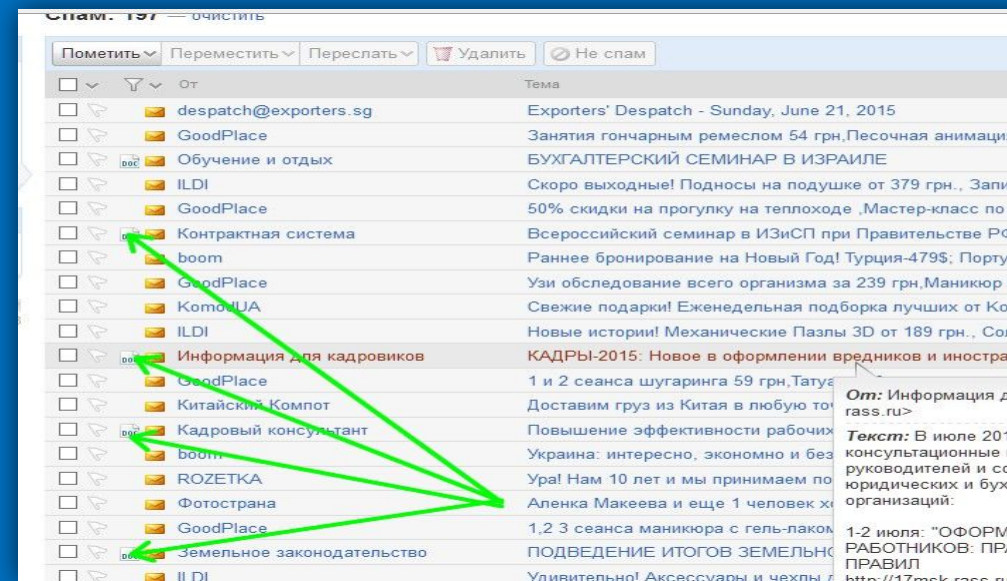 Спам: 197 — очистить
Пометить Переместить Переслать Удалить Не спам
От Тема
despatch@exporters.sg Exporters' Despatch - Sunday, June 21, 2015
GoodPlace Занятия гончарным ремеслом 54 грн,Песочная анимаци
DOC Обучение и отдых БУХГАЛТЕРСКИЙ СЕМИНАР В ИЗРАИЛЕ
ILDI Скоро выходные! Подносы на подушке от 379 грн., Запи
GoodPlace 50% скидки на прогулку на теплоходе ,Мастер-класс по
Контрактная система Всероссийский семинар в ИЗиСП при Правительстве РФ
boom Раннее бронирование на Новый Год! Турция-479$; Порту
GoodPlace Узи обследование всего организма за 239 грн,Маникюр
KomodUA Свежие подарки! Еженедельная подборка лучших от Ко
ILDI Новые истории! Механические Пазлы 3D от 189 грн., Сол
Информация для кадровиков КАДРЫ-2015: Новое в оформлении вредников и иностра
GoodPlace 1 и 2 сеанса шугаринга 59 грн,Татуа
Китайский Компот Доставим груз из Китая в любую точ
Кадровый консультант Повышение эффективности рабочих
boom Украина: интересно, экономно и без
ROZETKA Ура! Нам 10 лет и мы принимаем по
Фотострана Аленка Макеева и еще 1 человек хо
GoodPlace 1,2 3 сеанса маникюра с гель-лаком
Земельное законодательство ПОДВЕДЕНИЕ ИТОГОВ ЗЕМЕЛЬНО
ILDI Удивительно! Аксессуары и чехлы д
От: Информация д
rass.ru>
Текст: В июле 201
консультационные
руководителей и со
юридических и бух
организаций:
1-2 июля: "ОФОРМ
РАБОТНИКОВ: ПРА
ПРАВИЛ
http://17msk.rass.ru